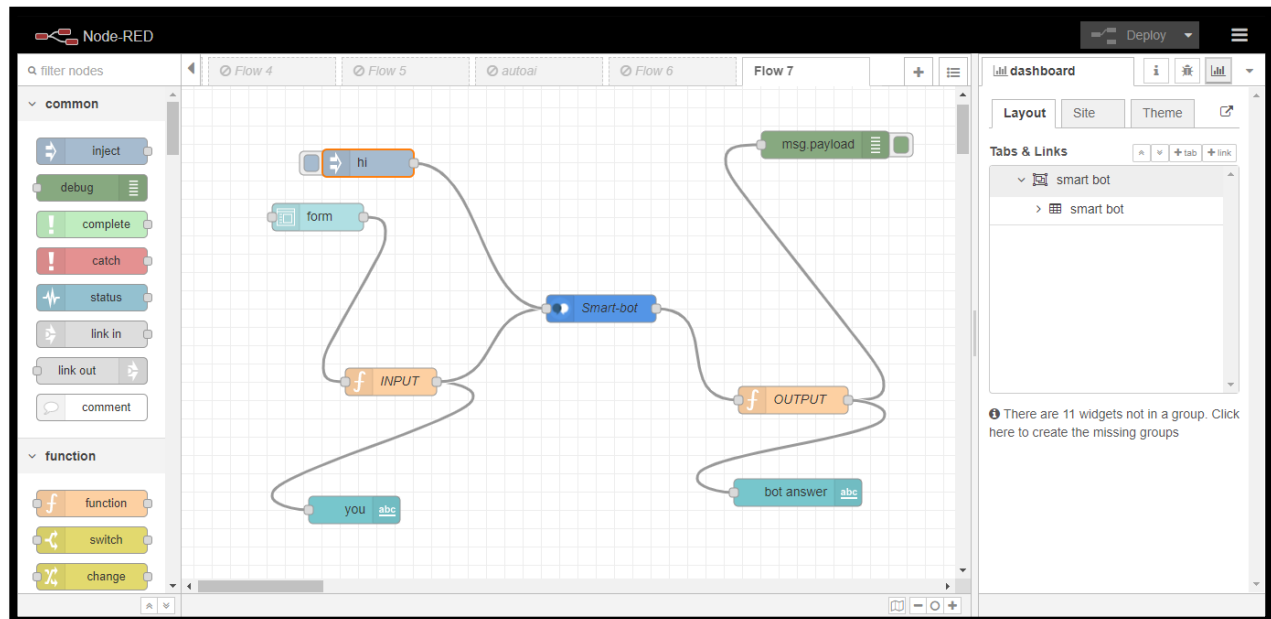 Node-RED
Deploy
filter nodes
Flow 4
Flow 5
autoai
Flow 6
Flow 7
dashboard
i
common
inject
debug
complete
catch
status
link in
link out
comment
function
function
switch
change
hi
form
INPUT
you abc
Smart-bot
msg.payload
OUTPUT
bot answer abc
Layout
Site
Theme
Tabs & Links
+tab
+link
smart bot
smart bot
There are 11 widgets not in a group. Click
here to create the missing groups